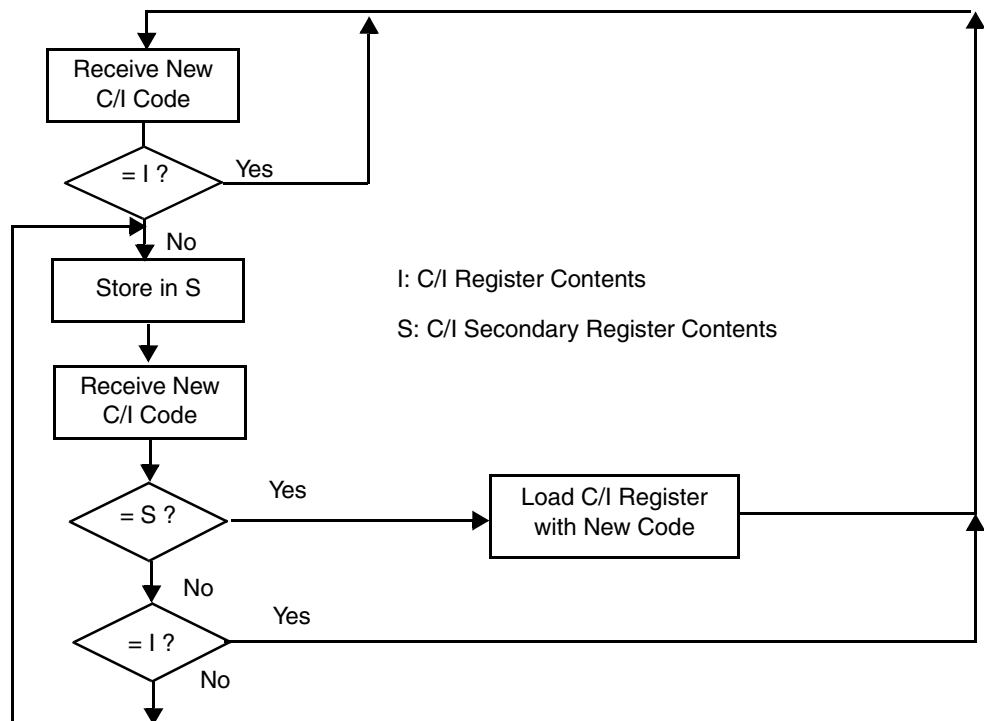 Receive New
C/I Code
= I ?
Yes
No
Store in S
I: C/I Register Contents
S: C/I Secondary Register Contents
Receive New
C/I Code
= S ?
Yes
Load C/I Register
with New Code
No
= I ?
Yes
No